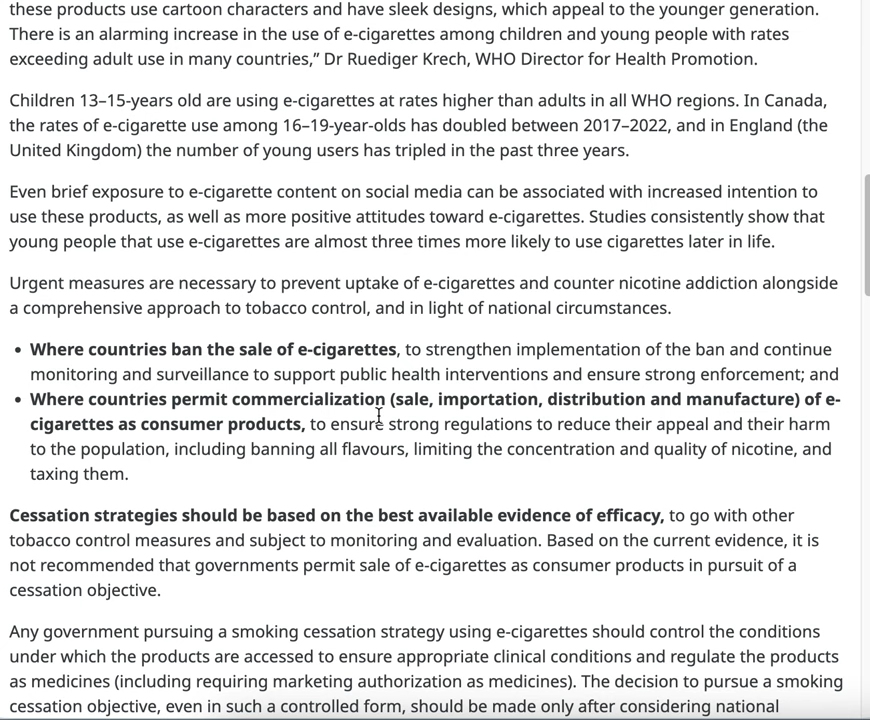 these products use cartoon characters and have sleek designs, which appeal to the younger generation.
There is an alarming increase in the use of e-cigarettes among children and young people with rates
exceeding adult use in many countries,” Dr Ruediger Krech, WHO Director for Health Promotion.
Children 13–15-years old are using e-cigarettes at rates higher than adults in all WHO regions. In Canada,
the rates of e-cigarette use among 16–19-year-olds has doubled between 2017–2022, and in England (the
United Kingdom) the number of young users has tripled in the past three years.
Even brief exposure to e-cigarette content on social media can be associated with increased intention to
use these products, as well as more positive attitudes toward e-cigarettes. Studies consistently show that
young people that use e-cigarettes are almost three times more likely to use cigarettes later in life.
Urgent measures are necessary to prevent uptake of e-cigarettes and counter nicotine addiction alongside
a comprehensive approach to tobacco control, and in light of national circumstances.
• Where countries ban the sale of e-cigarettes, to strengthen implementation of the ban and continue
monitoring and surveillance to support public health interventions and ensure strong enforcement; and
• Where countries permit commercialization (sale, importation, distribution and manufacture) of e-
cigarettes as consumer products, to ensure strong regulations to reduce their appeal and their harm
to the population, including banning all flavours, limiting the concentration and quality of nicotine, and
taxing them.
Cessation strategies should be based on the best available evidence of efficacy, to go with other
tobacco control measures and subject to monitoring and evaluation. Based on the current evidence, it is
not recommended that governments permit sale of e-cigarettes as consumer products in pursuit of a
cessation objective.
Any government pursuing a smoking cessation strategy using e-cigarettes should control the conditions
under which the products are accessed to ensure appropriate clinical conditions and regulate the products
as medicines (including requiring marketing authorization as medicines). The decision to pursue a smoking
cessation objective, even in such a controlled form, should be made only after considering national